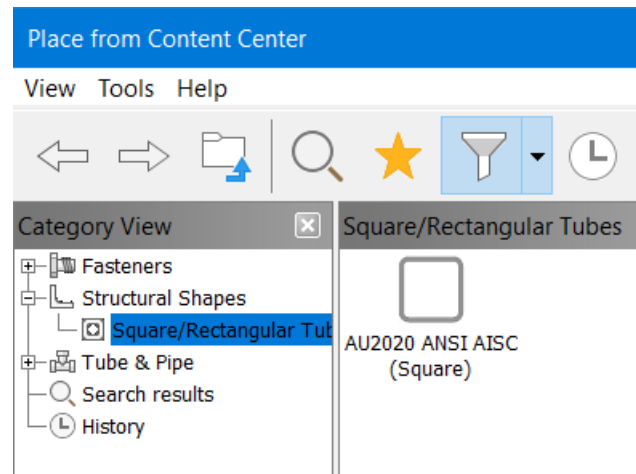 Place from Content Center
View Tools Help
Category View
Square/Rectangular Tubes
Fasteners
Structural Shapes
Square/Rectangular Tub
Tube & Pipe
Search results
History
AU2020 ANSI AISC
(Square)